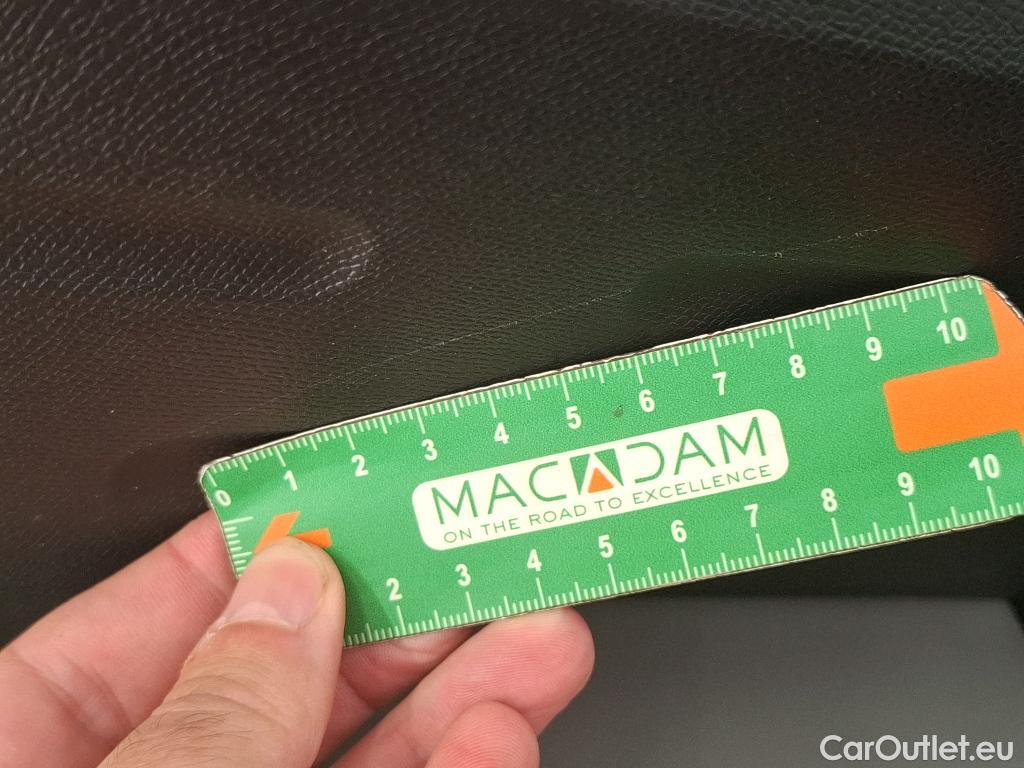 0 1 2 3 4 5 6 7 8 9 10
MACADAM
ON THE ROAD TO EXCELLENCE
2 3 4 5 6 7 8 9 10
CarOutlet.eu